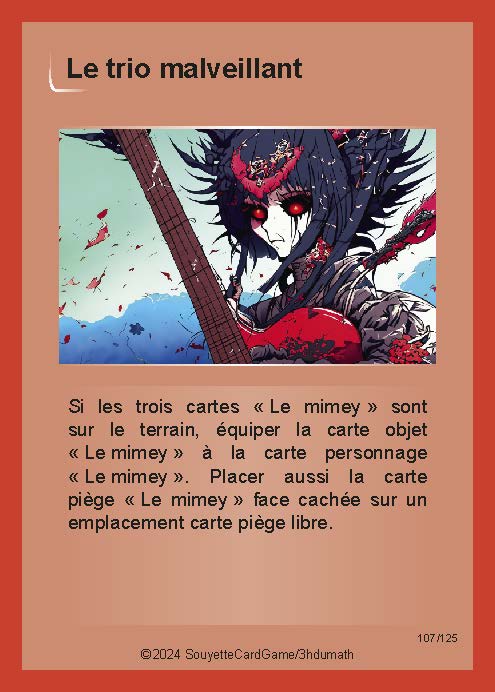 Le trio malveillant
Si les trois cartes « Le mimey » sont
sur le terrain, équiper la carte objet
« Le mimey » à la carte personnage
« Le mimey ». Placer aussi la carte
piège « Le mimey » face cachée sur un
emplacement carte piège libre.
107/125
©2024 SouyetteCardGame/3hdumath